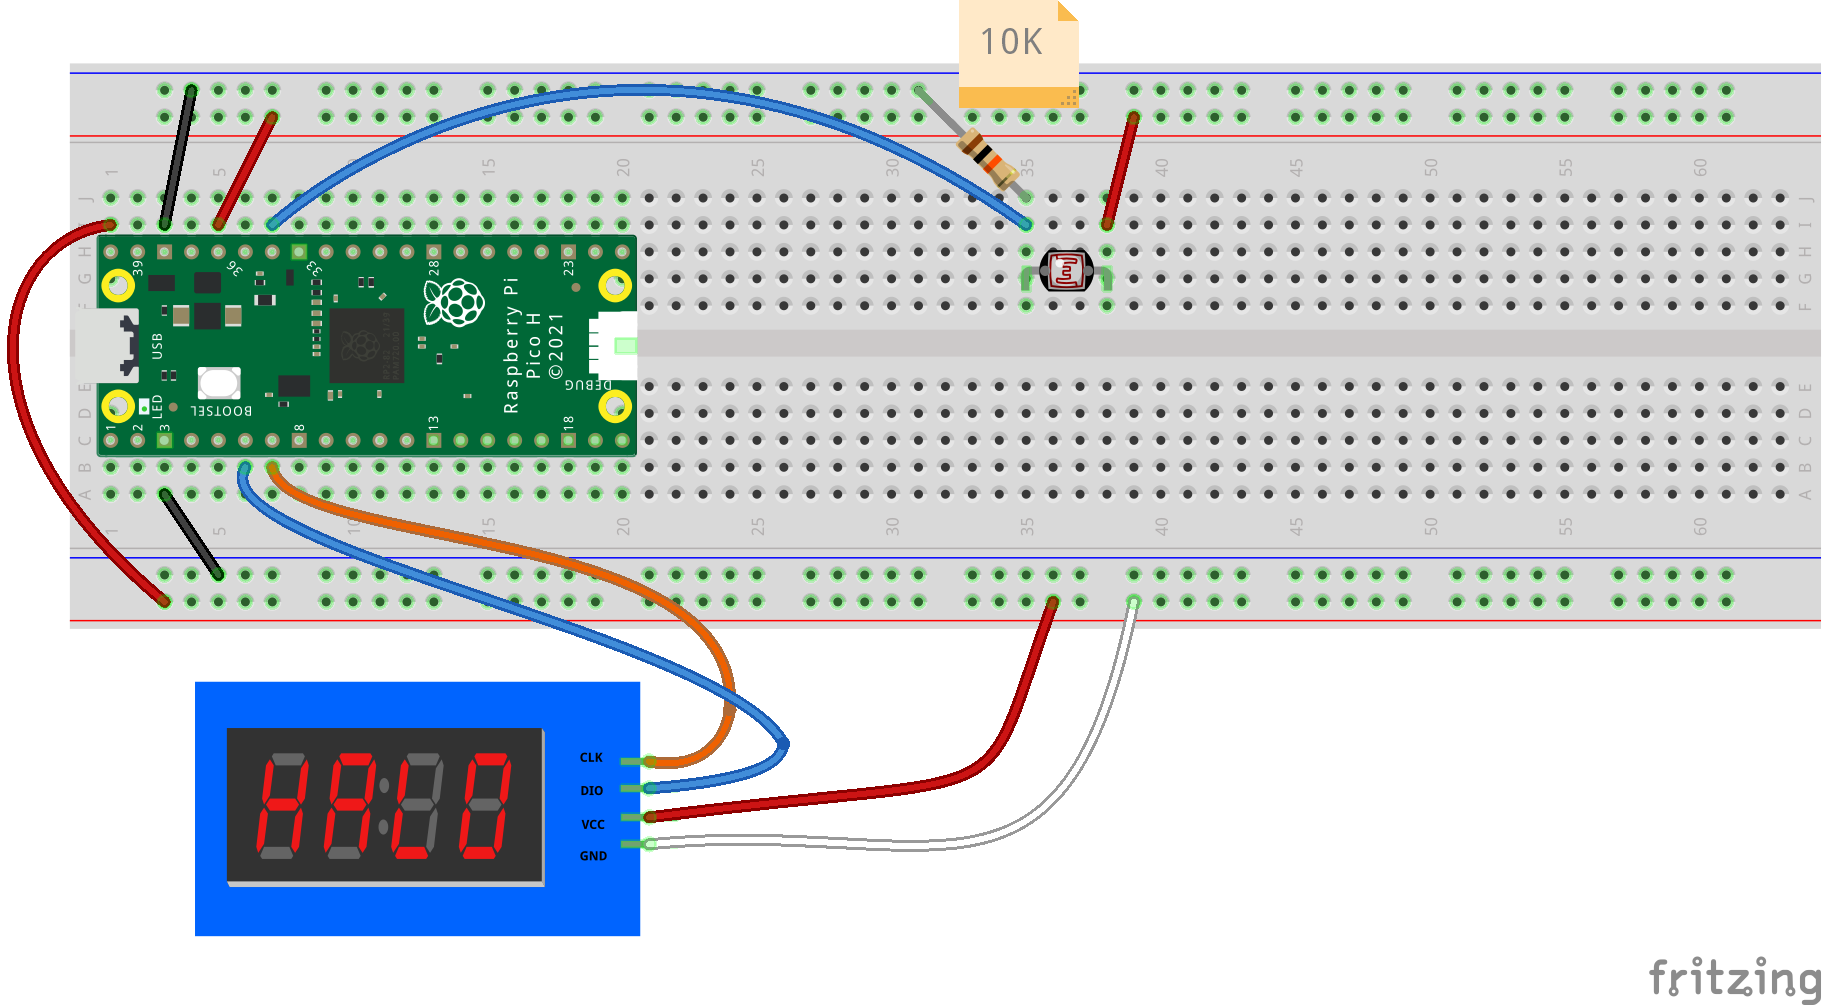 10K
1 5 10 15 20 25 30 35 40 45 50 55 60
J J
I I
H H
G G
F F
39 36 33 28 23
USB
Raspberry Pi
Pico H
©2021
DEBUG
BOOTSEL
LED
1 2 3 8 13 18
E E
D D
C C
B B
A A
1 5 10 15 20 25 30 35 40 45 50 55 60
CLK
DIO
VCC
GND
fritzing